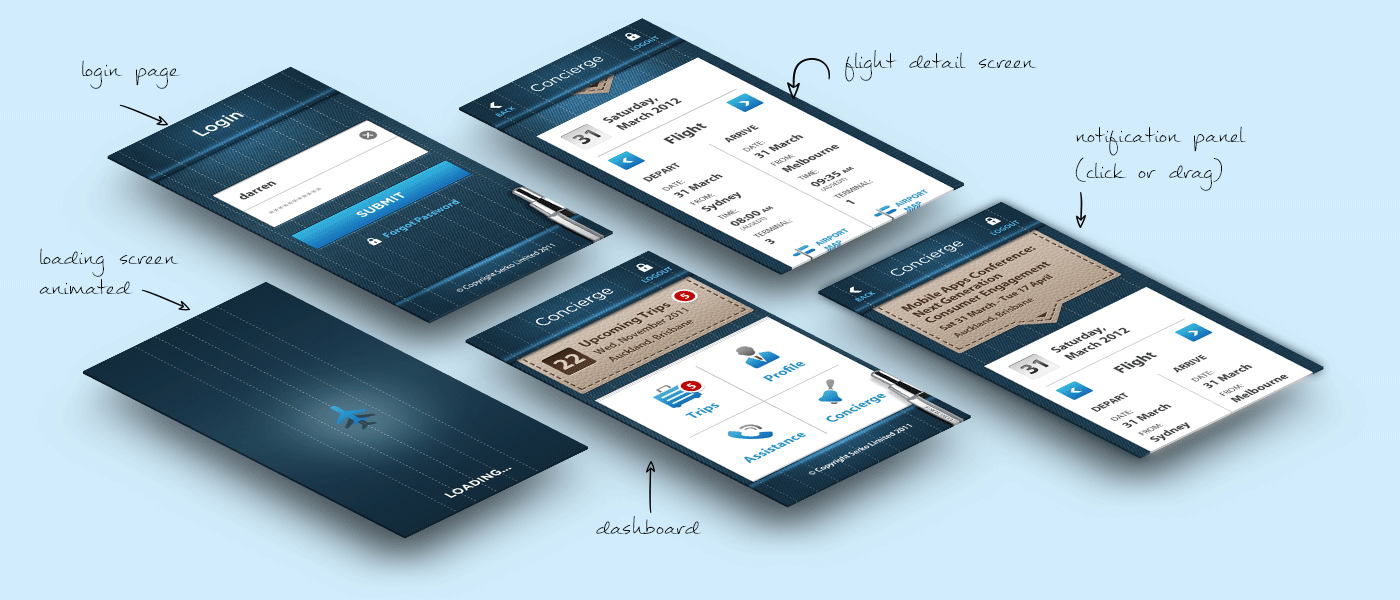 login page
Login
darren
************
SUBMIT
Forgot Password
© Copyright Serko Limited 2011
flight detail screen
LOGOUT
Concierge
BACK
31
Saturday,
March 2012
Flight
DEPART
DATE:
31 March
FROM:
Sydney
TIME:
08:00 AM
(AUSEDT)
TERMINAL:
3
AIRPORT
MAP
ARRIVE
DATE:
31 March
FROM:
Melbourne
TIME:
09:35 AM
(AUSEDT)
TERMINAL:
1
AIRPORT
MAP
notification panel
(click or drag)
LOGOUT
Concierge
BACK
Mobile Apps Conference:
Next Generation
Consumer Engagement
Sat 31 March - Tue 17 April
Auckland, Brisbane
31
Saturday,
March 2012
Flight
DEPART
DATE:
31 March
FROM:
Sydney
ARRIVE
DATE:
31 March
FROM:
Melbourne
loading screen
animated
LOADING...
LOGOUT
Concierge
22
Upcoming Trips
5
Wed, November 2011
Auckland, Brisbane
5
Trips
Profile
Assistance
Concierge
© Copyright Serko Limited 2011
dashboard